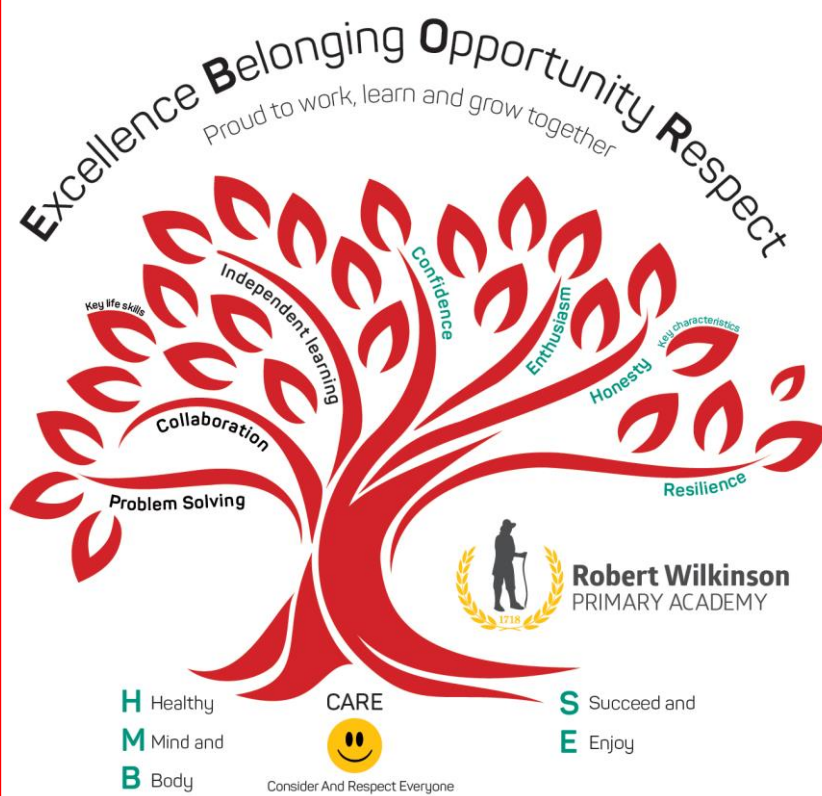 Excellence Belonging Opportunity Respect
Proud to work, learn and grow together
Key life skills
Independent learning
Confidence
Enthusiasm
Key characteristics
Honesty
Collaboration
Problem Solving
Resilience
1718
Robert Wilkinson
PRIMARY ACADEMY
H Healthy
M Mind and
B Body
CARE
Consider And Respect Everyone
S Succeed and
E Enjoy